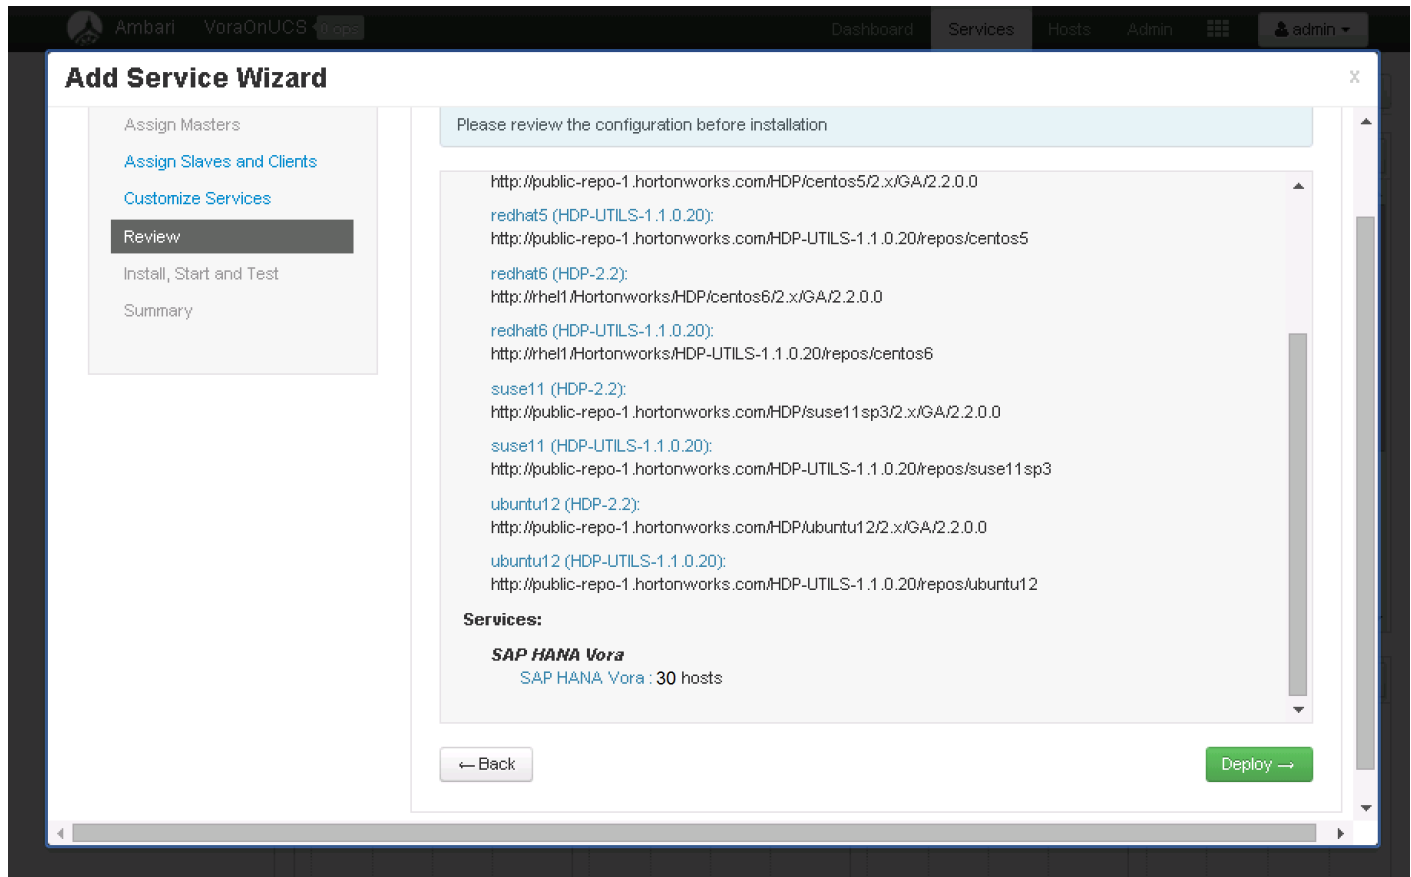 Ambari VoraOnUCS 0 ops Dashboard Services Hosts Admin admin
Add Service Wizard X
Assign Masters
Assign Slaves and Clients
Customize Services
Review
Install, Start and Test
Summary
Please review the configuration before installation
http://public-repo-1.hortonworks.com/HDP/centos5/2.x/GA/2.2.0.0
redhat5 (HDP-UTILS-1.1.0.20):
http://public-repo-1.hortonworks.com/HDP-UTILS-1.1.0.20/repos/centos5
redhat6 (HDP-2.2):
http://rhel1/Hortonworks/HDP/centos6/2.x/GA/2.2.0.0
redhat6 (HDP-UTILS-1.1.0.20):
http://rhel1/Hortonworks/HDP-UTILS-1.1.0.20/repos/centos6
suse11 (HDP-2.2):
http://public-repo-1.hortonworks.com/HDP/suse11sp3/2.x/GA/2.2.0.0
suse11 (HDP-UTILS-1.1.0.20):
http://public-repo-1.hortonworks.com/HDP-UTILS-1.1.0.20/repos/suse11sp3
ubuntu12 (HDP-2.2):
http://public-repo-1.hortonworks.com/HDP/ubuntu12/2.x/GA/2.2.0.0
ubuntu12 (HDP-UTILS-1.1.0.20):
http://public-repo-1.hortonworks.com/HDP-UTILS-1.1.0.20/repos/ubuntu12
Services:
SAP HANA Vora
SAP HANA Vora : 30 hosts
← Back
Deploy →